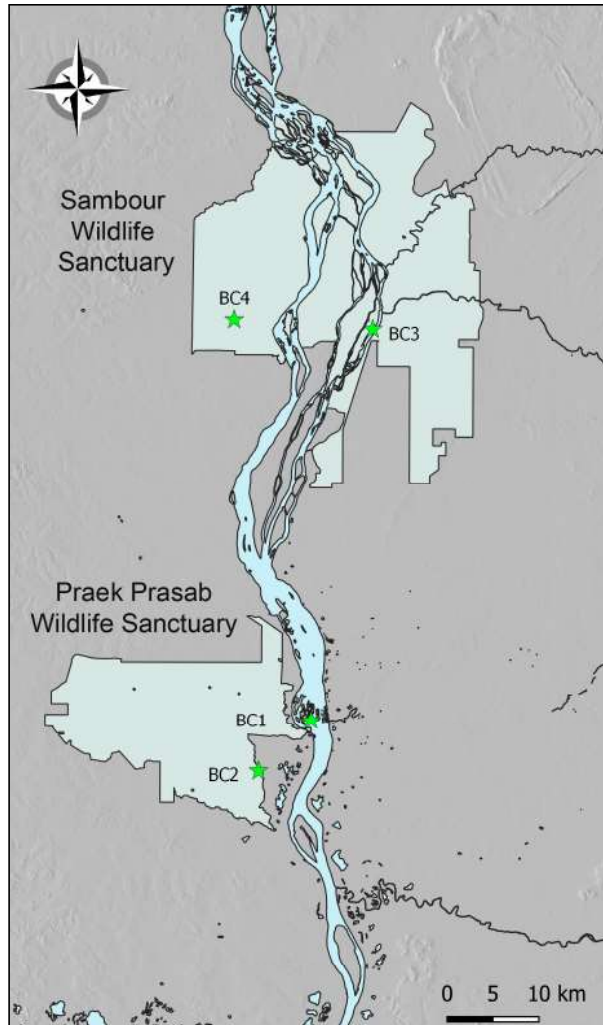 Sambour
Wildlife
Sanctuary
BC4
BC3
Praek Prasab
Wildlife Sanctuary
BC1
BC2
0 5 10 km